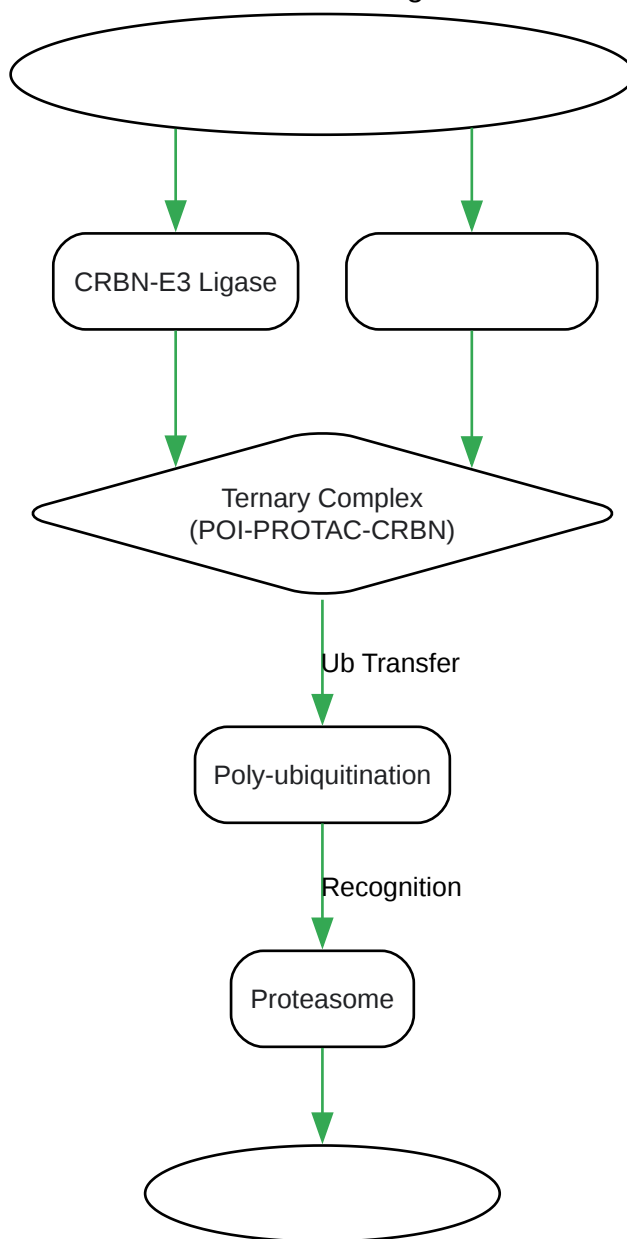 CRBN-E3 Ligase
Ternary Complex
(POI-PROTAC-CRBN)
Ub Transfer
Poly-ubiquitination
Recognition
Proteasome